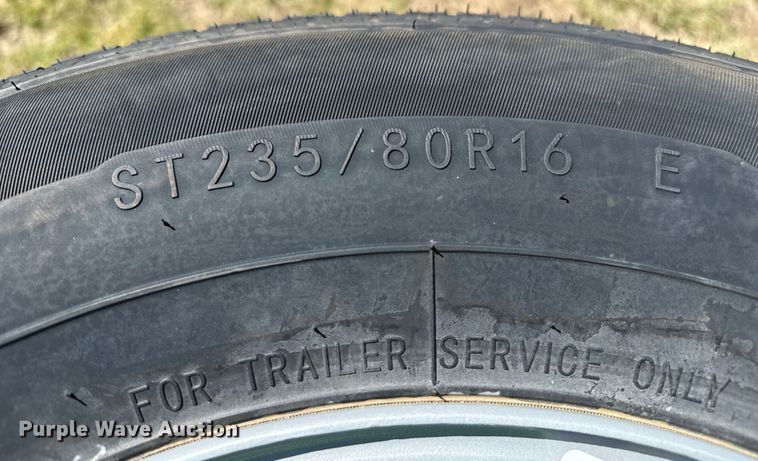 ST235/80R16 E
FOR TRAILER SERVICE ONLY
Purple Wave Auction